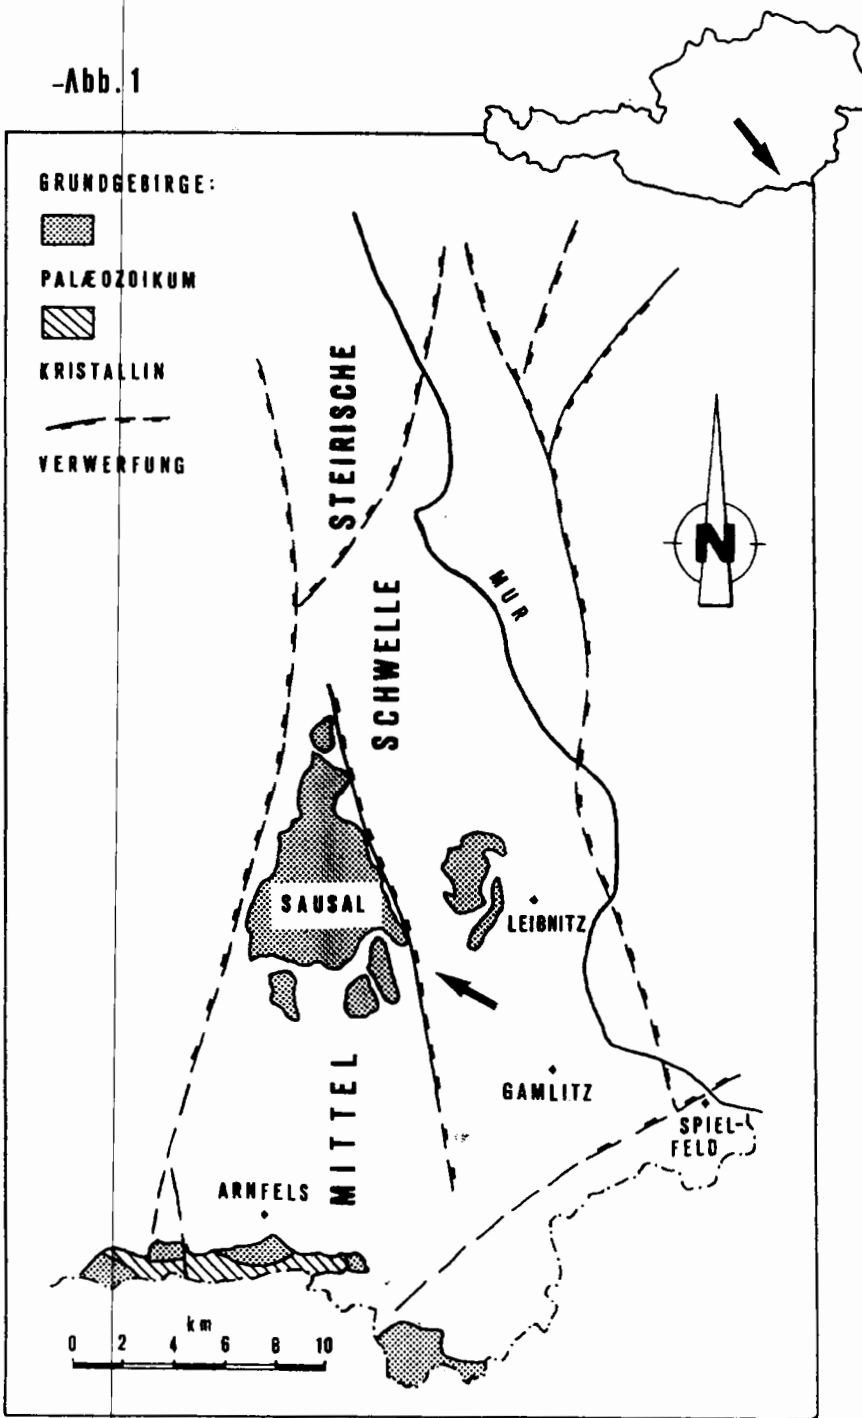 -Abb. 1
GRUNDGEBIRGE:
PALÆOZOIKUM
KRISTALLIN
VERWERFUNG
STEIRISCHE
N
MUR
SCHWELLE
SAUSAL
LEIBNITZ
MITTEL
GAMLITZ
SPIEL-
FELD
ARNFELS
km
0 2 4 6 8 10